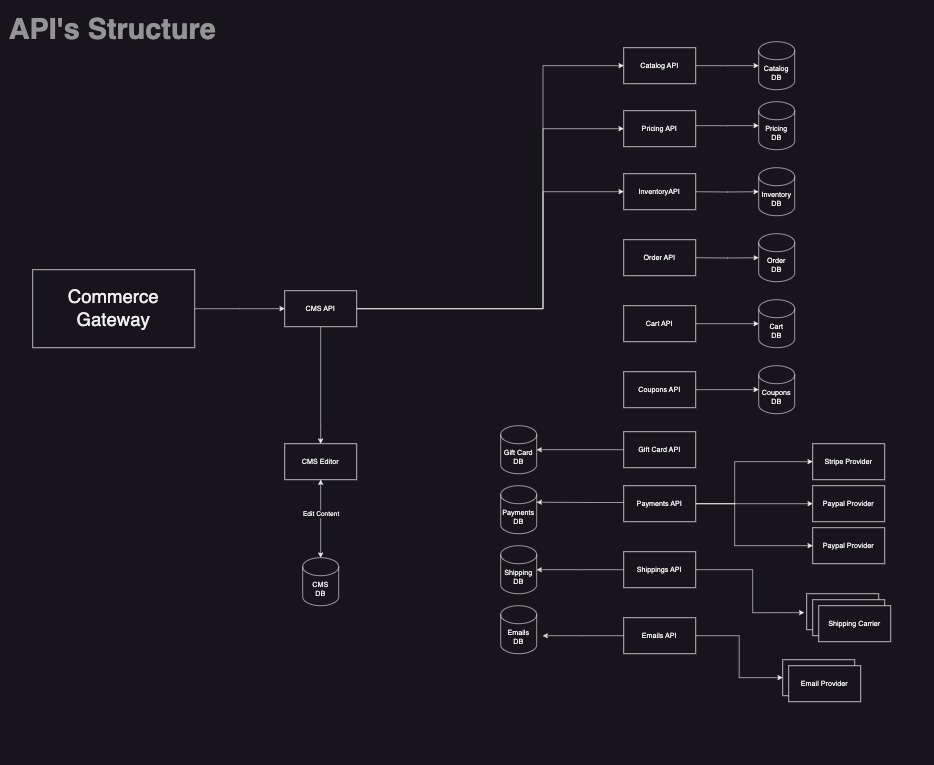 API's Structure
Catalog API
Catalog
DB
Pricing API
Pricing
DB
InventoryAPI
Inventory
DB
Order API
Order
DB
Commerce
Gateway
CMS API
Cart API
Cart
DB
Coupons API
Coupons
DB
Gift Card
DB
Gift Card API
CMS Editor
Stripe Provider
Payments
DB
Payments API
Paypal Provider
Edit Content
Paypal Provider
Shipping
DB
Shippings API
CMS
DB
Shipping Carrier
Emails
DB
Emails API
Email Provider